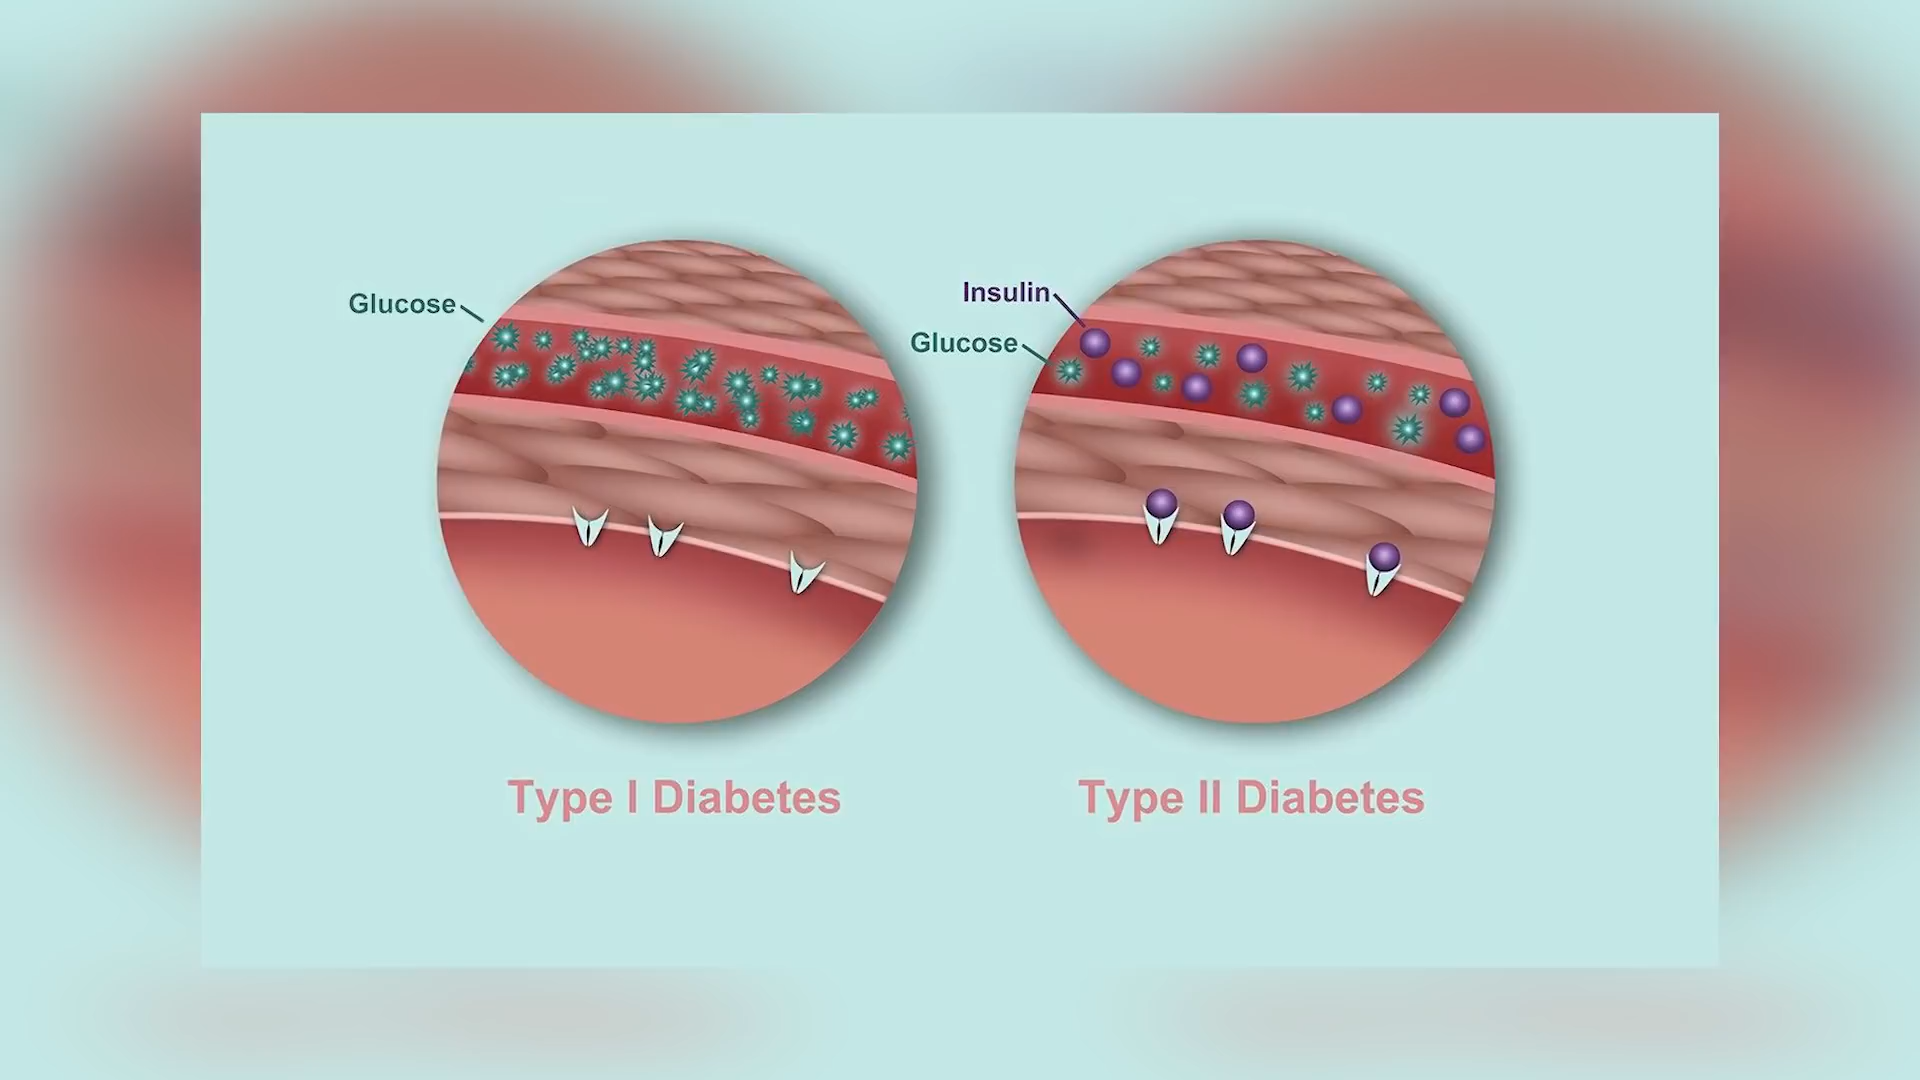 Glucose
Insulin
Glucose
Type I Diabetes
Type II Diabetes